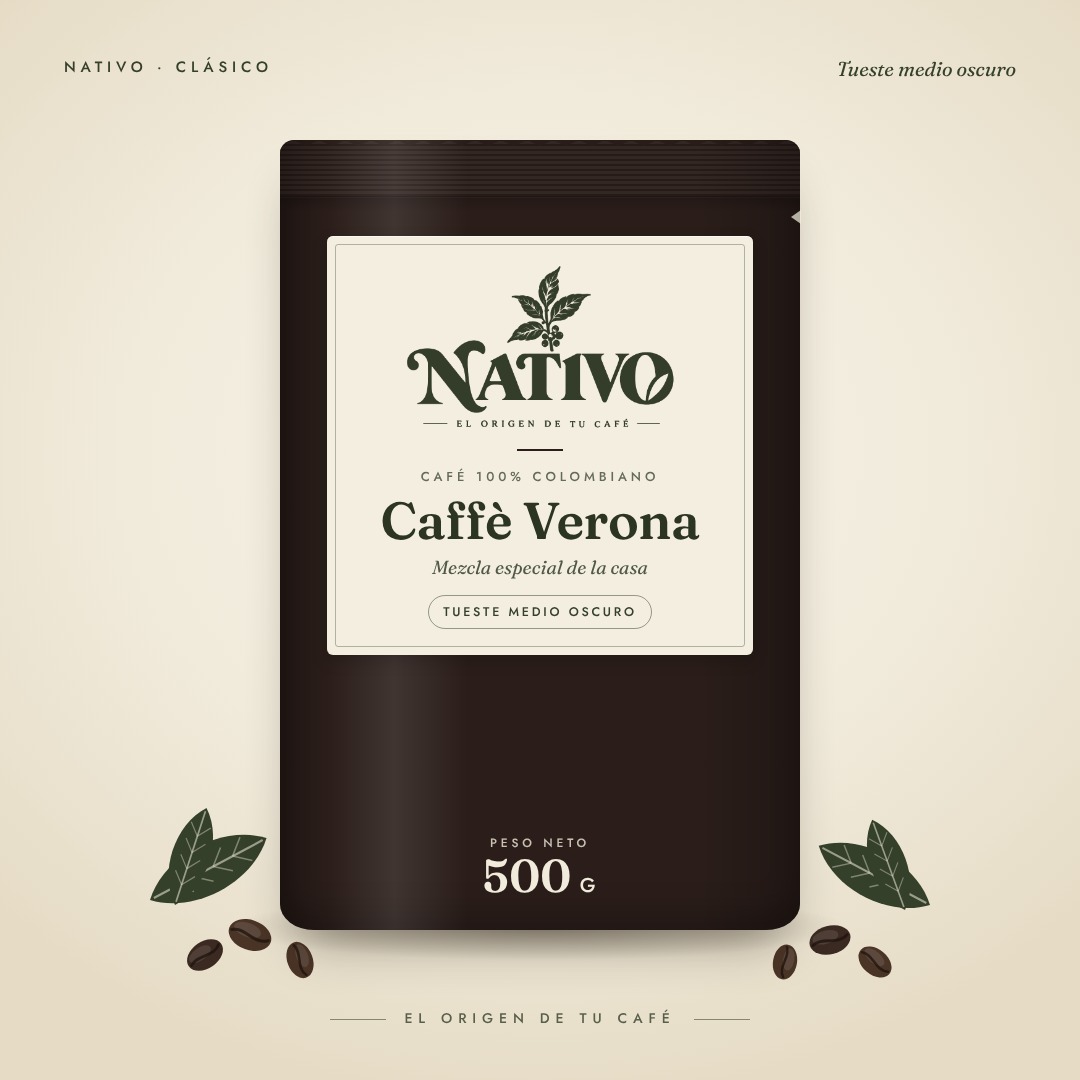 NATIVO · CLÁSICO
Tueste medio oscuro
NATIVO
EL ORIGEN DE TU CAFÉ
CAFÉ 100% COLOMBIANO
Caffè Verona
Mezcla especial de la casa
TUESTE MEDIO OSCURO
PESO NETO
500 G
EL ORIGEN DE TU CAFÉ